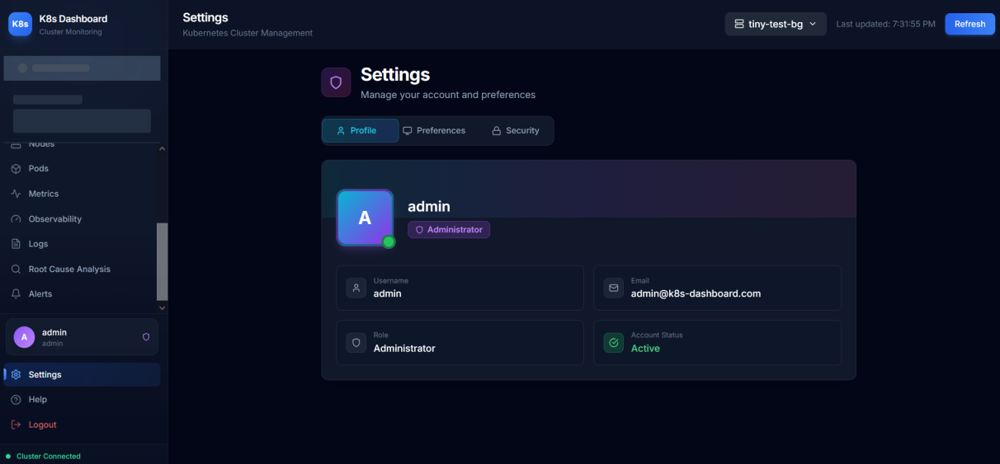 K8s
K8s Dashboard
Cluster Monitoring
Nodes
Pods
Metrics
Observability
Logs
Root Cause Analysis
Alerts
A
admin
admin
Settings
Help
Logout
Cluster Connected
Settings
Kubernetes Cluster Management
tiny-test-bg
Last updated: 7:31:55 PM
Refresh
Settings
Manage your account and preferences
Profile
Preferences
Security
A
admin
Administrator
Username
admin
Email
admin@k8s-dashboard.com
Role
Administrator
Account Status
Active